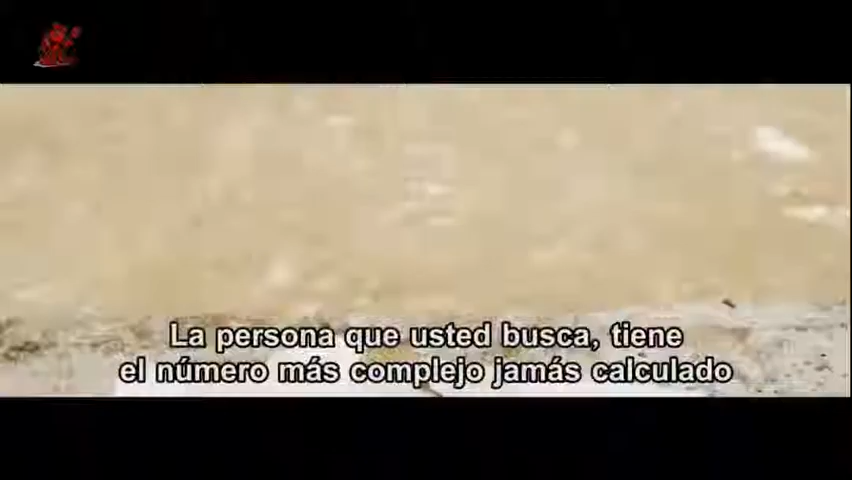 La persona que usted busca, tiene
el número más complejo jamás calculado